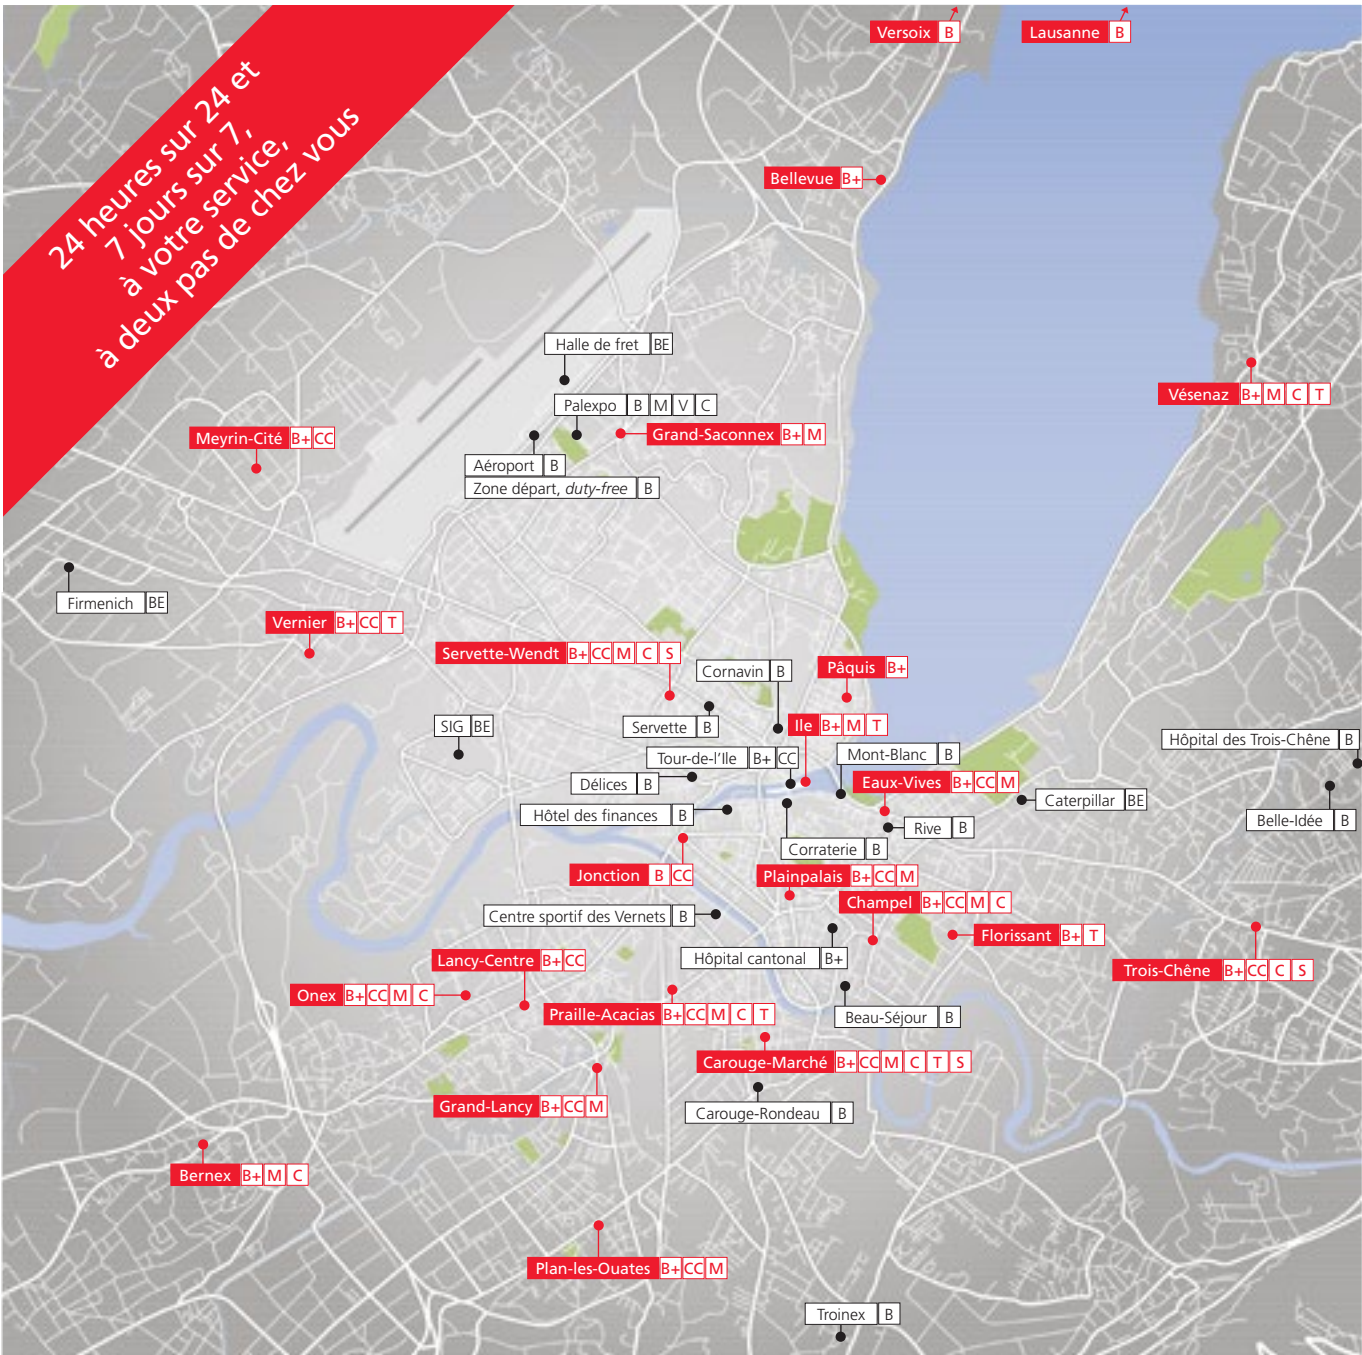 24 heures sur 24 et
7 jours sur 7,
à votre service,
à deux pas de chez vous
Versoix B
Lausanne B
Bellevue B+
Halle de fret BE
Palexpo B M V C
Vésenaz B+ M C T
Meyrin-Cité B+ CC
Grand-Saconnex B+ M
Aéroport B
Zone départ, duty-free B
Firmenich BE
Vernier B+ CC T
Servette-Wendt B+ CC M C S
Cornavin B
Pâquis B+
SIG BE
Servette B
Ile B+ M T
Hôpital des Trois-Chêne B
Tour-de-l'Ile B+ CC
Mont-Blanc B
Délices B
Eaux-Vives B+ CC M
Caterpillar BE
Hôtel des finances B
Rive B
Belle-Idée B
Corraterie B
Jonction B CC
Plainpalais B+ CC M
Champel B+ CC M C
Centre sportif des Vernets B
Florissant B+ T
Lancy-Centre B+ CC
Hôpital cantonal B+
Trois-Chêne B+ CC C S
Onex B+ CC M C
Praille-Acacias B+ CC M C T
Beau-Séjour B
Carouge-Marché B+ CC M C T S
Grand-Lancy B+ CC M
Carouge-Rondeau B
Bernex B+ M C
Plan-les-Ouates B+ CC M
Troinex B